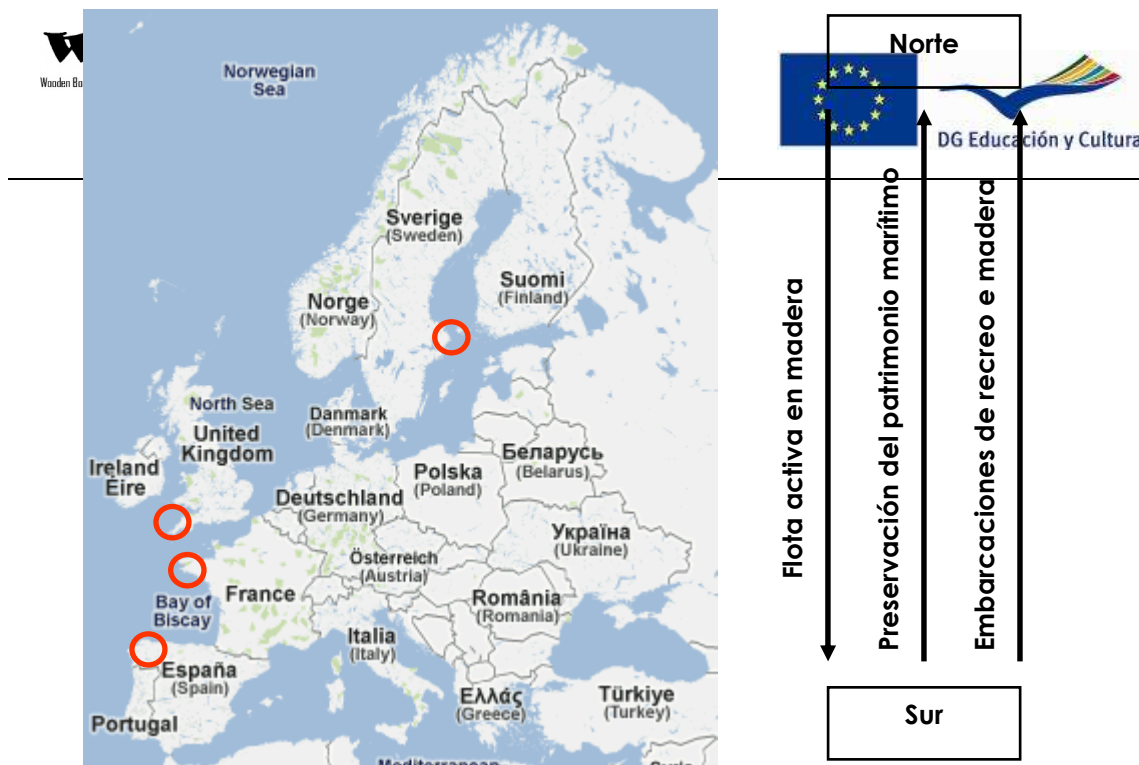 Wooden
Norwegian
Sea
Sverige
(Sweden)
Suomi
(Finland)
Norge
(Norway)
North Sea
United
Kingdom
Danmark
(Denmark)
Ireland
Éire
Polska
(Poland)
Беларусь
(Belarus)
Deutschland
(Germany)
Україна
(Ukraine)
Österreich
(Austria)
France
Bay of
Biscay
România
(Romania)
Italia
(Italy)
España
(Spain)
Portugal
Ελλάς
(Greece)
Türkiye
(Turkey)
Mediterranean
Norte
DG Educación y Cultura
Flota activa en madera
Preservación del patrimonio marítimo
Embarcaciones de recreo e madera
Sur